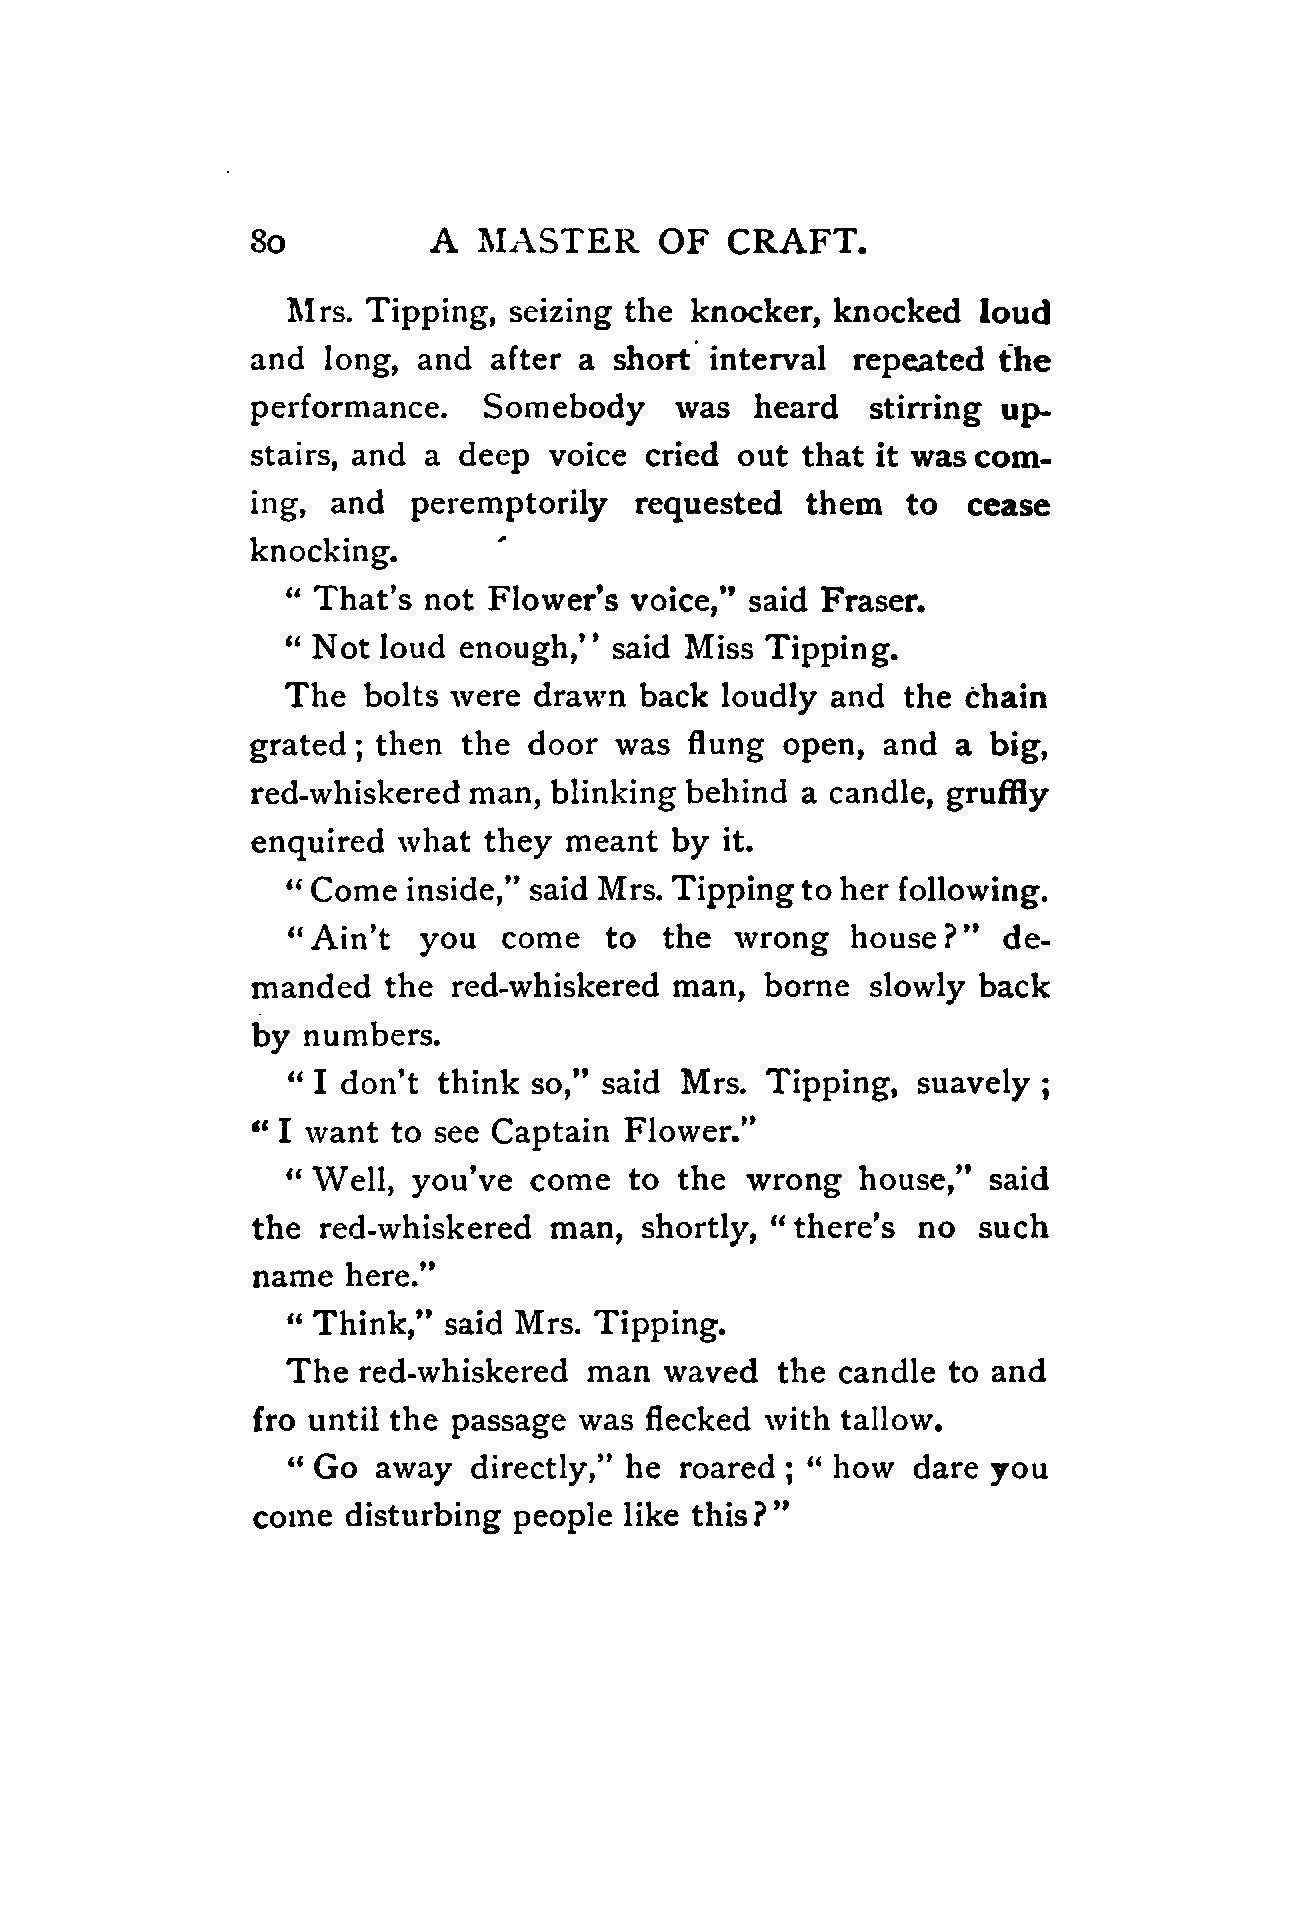 80 A MASTER OF CRAFT.
Mrs. Tipping, seizing the knocker, knocked loud
and long, and after a short interval repeated the
performance. Somebody was heard stirring up-
stairs, and a deep voice cried out that it was com-
ing, and peremptorily requested them to cease
knocking.
" That's not Flower's voice," said Fraser.
" Not loud enough,'' said Miss Tipping.
The bolts were drawn back loudly and the chain
grated ; then the door was flung open, and a big,
red-whiskered man, blinking behind a candle, gruffly
enquired what they meant by it.
" Come inside," said Mrs. Tipping to her following.
" Ain't you come to the wrong house ? " de-
manded the red-whiskered man, borne slowly back
by numbers.
" I don't think so," said Mrs. Tipping, suavely ;
" I want to see Captain Flower."
" Well, you've come to the wrong house," said
the red-whiskered man, shortly, " there's no such
name here."
" Think," said Mrs. Tipping.
The red-whiskered man waved the candle to and
fro until the passage was flecked with tallow.
" Go away directly," he roared ; " how dare you
come disturbing people like this ? "